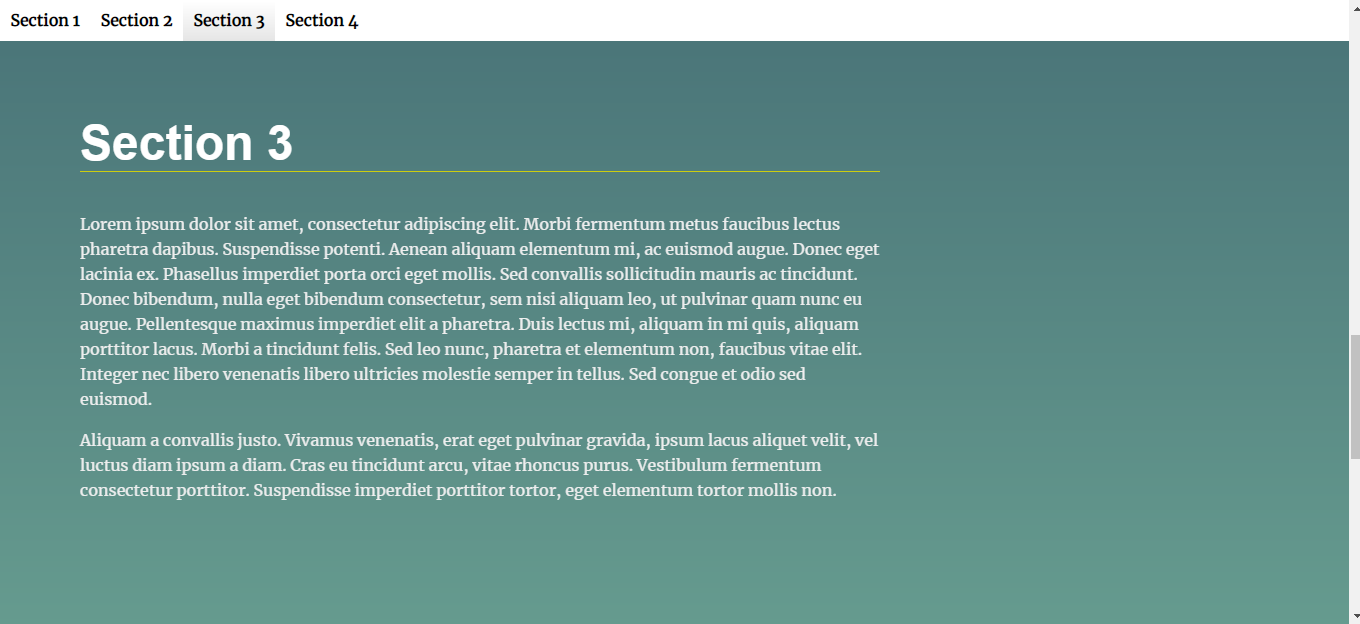 Section 1 Section 2 Section 3 Section 4
Section 3
Lorem ipsum dolor sit amet, consectetur adipiscing elit. Morbi fermentum metus faucibus lectus
pharetra dapibus. Suspendisse potenti. Aenean aliquam elementum mi, ac euismod augue. Donec eget
lacinia ex. Phasellus imperdiet porta orci eget mollis. Sed convallis sollicitudin mauris ac tincidunt.
Donec bibendum, nulla eget bibendum consectetur, sem nisi aliquam leo, ut pulvinar quam nunc eu
augue. Pellentesque maximus imperdiet elit a pharetra. Duis lectus mi, aliquam in mi quis, aliquam
porttitor lacus. Morbi a tincidunt felis. Sed leo nunc, pharetra et elementum non, faucibus vitae elit.
Integer nec libero venenatis libero ultricies molestie semper in tellus. Sed congue et odio sed
euismod.
Aliquam a convallis justo. Vivamus venenatis, erat eget pulvinar gravida, ipsum lacus aliquet velit, vel
luctus diam ipsum a diam. Cras eu tincidunt arcu, vitae rhoncus purus. Vestibulum fermentum
consectetur porttitor. Suspendisse imperdiet porttitor tortor, eget elementum tortor mollis non.